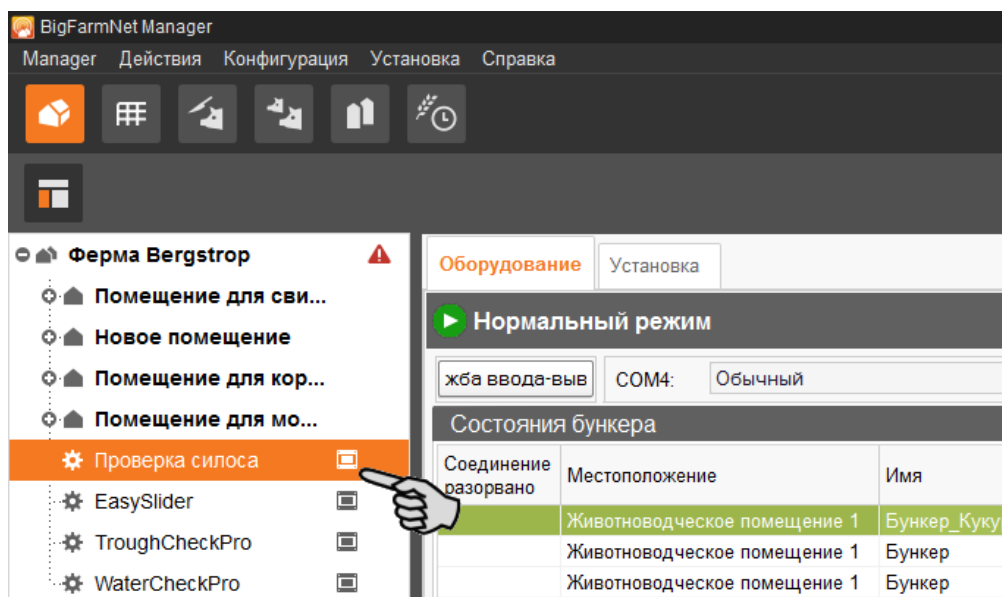 BigFarmNet Manager
Manager Действия Конфигурация Установка Справка
Ферма Bergstrop
Помещение для сви...
Новое помещение
Помещение для кор...
Помещение для мо...
Проверка силоса
EasySlider
TroughCheckPro
WaterCheckPro
Оборудование Установка
Нормальный режим
жба ввода-выв COM4: Обычный
Состояния бункера
Соединение разорвано Местоположение Имя
Животноводческое помещение 1 Бункер_Куку
Животноводческое помещение 1 Бункер
Животноводческое помещение 1 Бункер